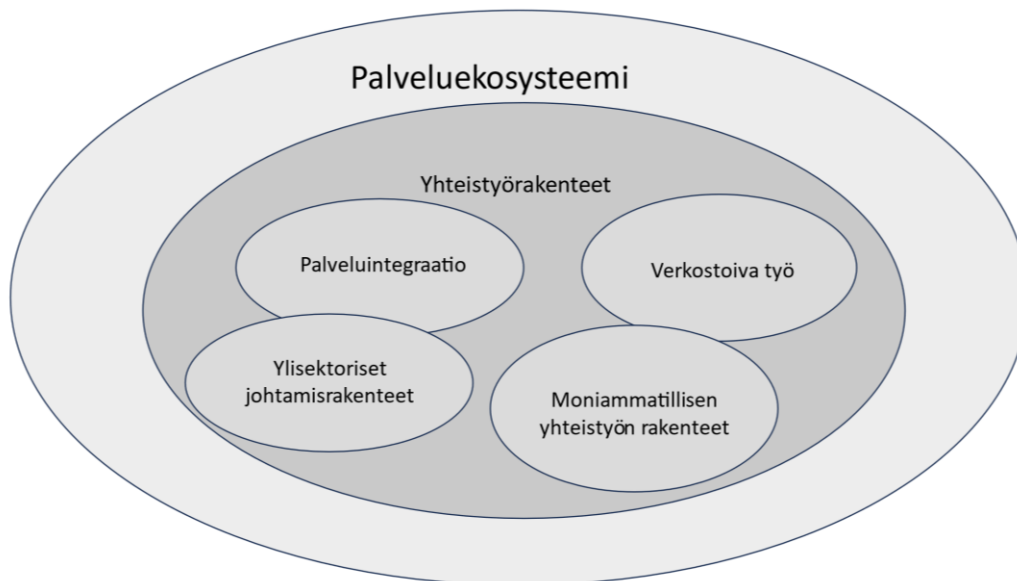 Palveluekosysteemi
Yhteistyörakenteet
Palveluintegraatio
Verkostoiva työ
Ylisektoriset
johtamisrakenteet
Moniammatillisen
yhteistyön rakenteet